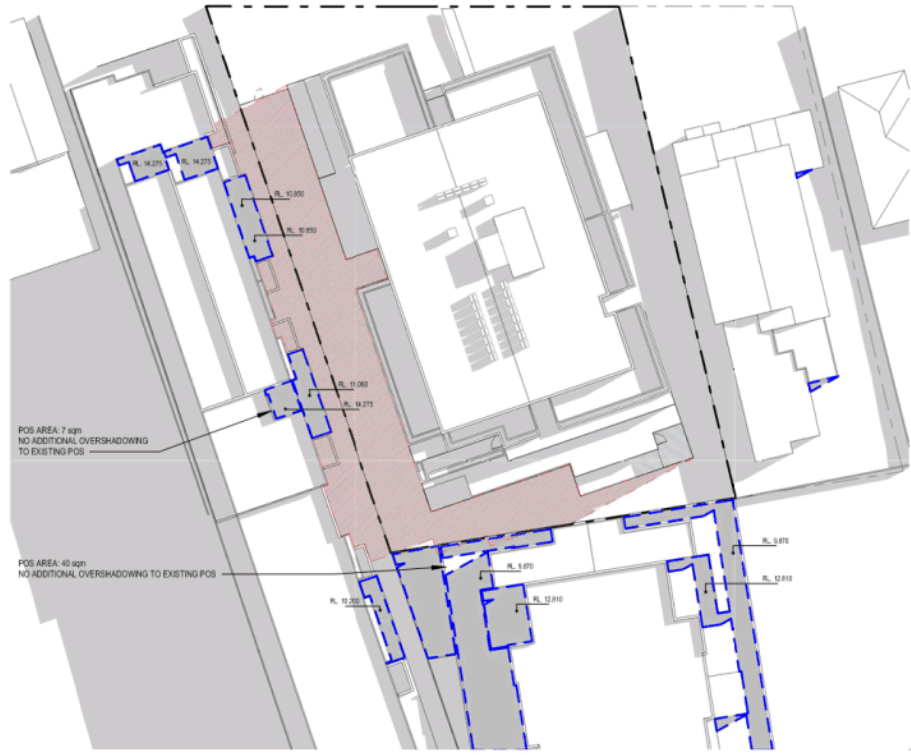 RL. 14.275
RL. 14.275
RL. 10.850
RL. 10.850
RL. 11.060
RL. 14.275
POS AREA: 7 sqm
NO ADDITIONAL OVERSHADOWING
TO EXISTING POS
RL. 9.870
POS AREA: 40 sqm
NO ADDITIONAL OVERSHADOWING TO EXISTING POS
RL. 9.870
RL. 12.810
RL. 10.200
RL. 12.810